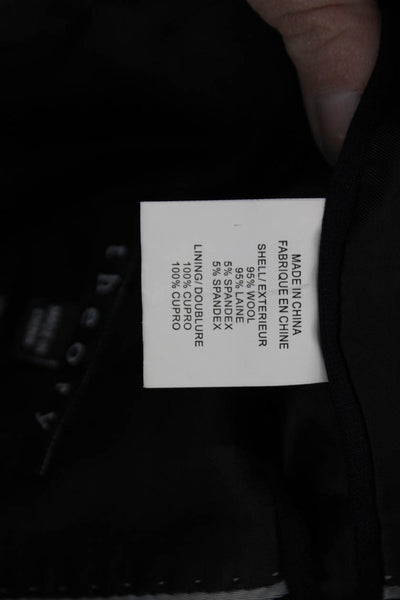 MADE IN CHINA
FABRIQUE EN CHINE
SHELL/EXTERIEUR
95% WOOL
95% LAINE
5% SPANDEX
5% SPANDEX
LINING/DOUBLURE
100% CUPRO
100% CUPRO
theory